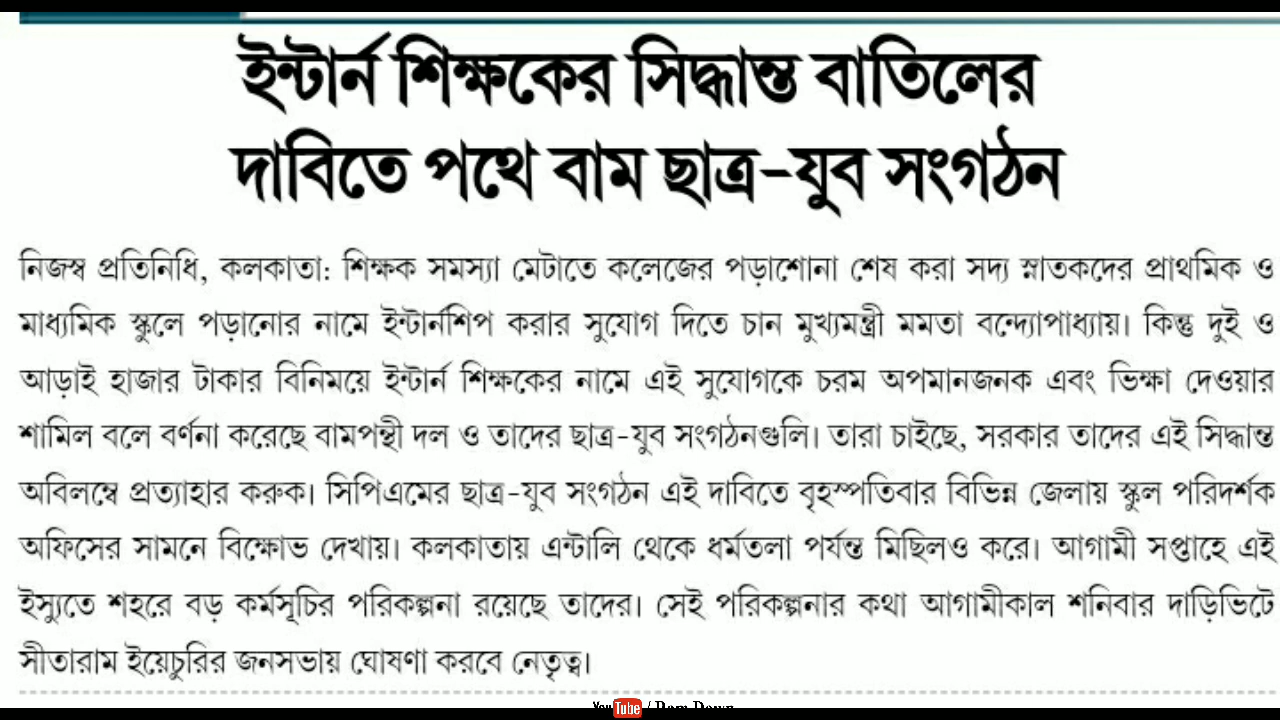 ইন্টার্ন শিক্ষকের সিদ্ধান্ত বাতিলের
দাবিতে পথে বাম ছাত্র-যুব সংগঠন
নিজস্ব প্রতিনিধি, কলকাতা: শিক্ষক সমস্যা মেটাতে কলেজের পড়াশোনা শেষ করা সদ্য স্নাতকদের প্রাথমিক ও
মাধ্যমিক স্কুলে পড়ানোর নামে ইন্টার্নশিপ করার সুযোগ দিতে চান মুখ্যমন্ত্রী মমতা বন্দ্যোপাধ্যায়। কিন্তু দুই ও
আড়াই হাজার টাকার বিনিময়ে ইন্টার্ন শিক্ষকের নামে এই সুযোগকে চরম অপমানজনক এবং ভিক্ষা দেওয়ার
শামিল বলে বর্ণনা করেছে বামপন্থী দল ও তাদের ছাত্র-যুব সংগঠনগুলি। তারা চাইছে, সরকার তাদের এই সিদ্ধান্ত
অবিলম্বে প্রত্যাহার করুক। সিপিএমের ছাত্র-যুব সংগঠন এই দাবিতে বৃহস্পতিবার বিভিন্ন জেলায় স্কুল পরিদর্শক
অফিসের সামনে বিক্ষোভ দেখায়। কলকাতায় এন্টালি থেকে ধর্মতলা পর্যন্ত মিছিলও করে। আগামী সপ্তাহে এই
ইস্যুতে শহরে বড় কর্মসূচির পরিকল্পনা রয়েছে তাদের। সেই পরিকল্পনার কথা আগামীকাল শনিবার দাড়িভিটে
সীতারাম ইয়েচুরির জনসভায় ঘোষণা করবে নেতৃত্ব।
YouTube /